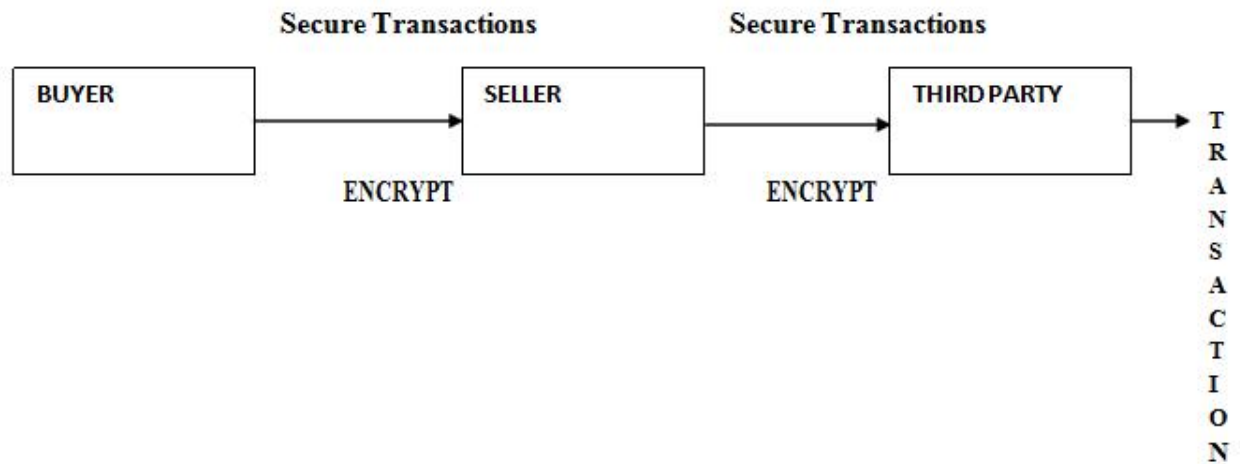 Secure Transactions
Secure Transactions
BUYER
SELLER
THIRD PARTY
ENCRYPT
ENCRYPT
T
R
A
N
S
A
C
T
I
O
N